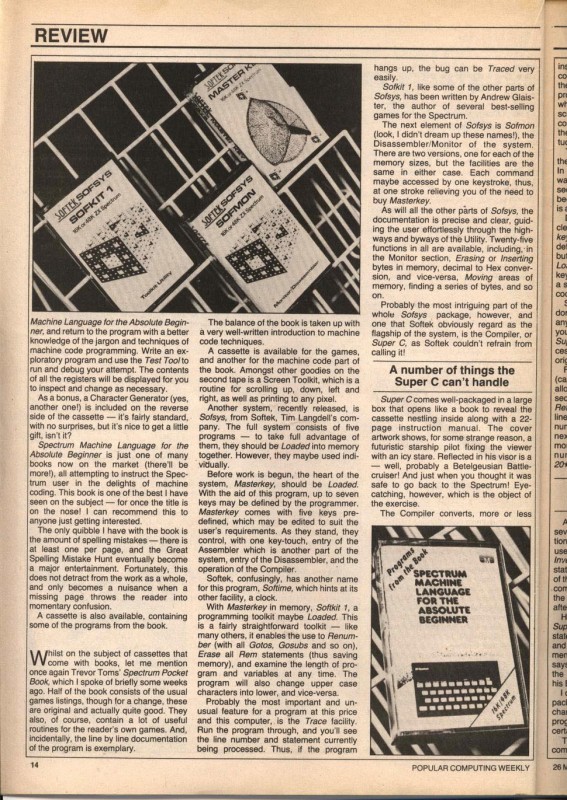 REVIEW
SOFTEK SOFSYS
MASTER
SOFTEK SOFSYS
SOFKIT 1
16K or 48K ZX Spectrum
Toolkit Utility
SOFTEK SOFSYS
SOFMON
16K or 48K ZX Spectrum
Machine Language for the Absolute Begin-
ner, and return to the program with a better
knowledge of the jargon and techniques of
machine code programming. Write an ex-
ploratory program and use the Test Tool to
run and debug your attempt. The contents
of all the registers will be displayed for you
to inspect and change as necessary.
As a bonus, a Character Generator (yes,
another one!) is included on the reverse
side of the cassette — it's fairly standard,
with no surprises, but it's nice to get a little
gift, isn't it?
Spectrum Machine Language for the
Absolute Beginner is just one of many
books now on the market (there'll be
more!), all attempting to instruct the Spec-
trum user in the delights of machine
coding. This book is one of the best I have
seen on the subject — for once the title is
on the nose! I can recommend this to
anyone just getting interested.
The only quibble I have with the book is
the amount of spelling mistakes — there is
at least one per page, and the Great
Spelling Mistake Hunt eventually become
a major entertainment. Fortunately, this
does not detract from the work as a whole,
and only becomes a nuisance when a
missing page throws the reader into
momentary confusion.
A cassette is also available, containing
some of the programs from the book.
Whilst on the subject of cassettes that
come with books, let me mention
once again Trevor Toms' Spectrum Pocket
Book, which I spoke of briefly some weeks
ago. Half of the book consists of the usual
games listings, though for a change, these
are original and actually quite good. They
also, of course, contain a lot of useful
routines for the reader's own games. And,
incidentally, the line by line documentation
of the program is exemplary.
The balance of the book is taken up with
a very well-written introduction to machine
code techniques.
A cassette is available for the games,
and another for the machine code part of
the book. Amongst other goodies on the
second tape is a Screen Toolkit, which is a
routine for scrolling up, down, left and
right, as well as printing to any pixel.
Another system, recently released, is
Sofsys, from Softek, Tim Langdell's com-
pany. The full system consists of five
programs — to take full advantage of
them, they should be Loaded into memory
together. However, they maybe used indi-
vidually.
Before work is begun, the heart of the
system, Masterkey, should be Loaded.
With the aid of this program, up to seven
keys may be defined by the programmer.
Masterkey comes with five keys pre-
defined, which may be edited to suit the
user's requirements. As they stand, they
control, with one key-touch, entry of the
Assembler which is another part of the
system, entry of the Disassembler, and the
operation of the Compiler.
Softek, confusingly, has another name
for this program, Softime, which hints at its
other facility, a clock.
With Masterkey in memory, Softkit 1, a
programming toolkit maybe Loaded. This
is a fairly straightforward toolkit — like
many others, it enables the use to Renum-
ber (with all Gotos, Gosubs and so on),
Erase all Rem statements (thus saving
memory), and examine the length of pro-
gram and variables at any time. The
program will also change upper case
characters into lower, and vice-versa.
Probably the most important and un-
usual feature for a program at this price
and this computer, is the Trace facility.
Run the program through, and you'll see
the line number and statement currently
being processed. Thus, if the program
hangs up, the bug can be Traced very
easily.
Sofkit 1, like some of the other parts of
Sofsys, has been written by Andrew Glais-
ter, the author of several best-selling
games for the Spectrum.
The next element of Sofsys is Sofmon
(look, I didn't dream up these names!), the
Disassembler/Monitor of the system.
There are two versions, one for each of the
memory sizes, but the facilities are the
same in either case. Each command
maybe accessed by one keystroke, thus,
at one stroke relieving you of the need to
buy Masterkey.
As will all the other parts of Sofsys, the
documentation is precise and clear, guid-
ing the user effortlessly through the high-
ways and byways of the Utility. Twenty-five
functions in all are available, including, in
the Monitor section, Erasing or Inserting
bytes in memory, decimal to Hex conver-
sion, and vice-versa, Moving areas of
memory, finding a series of bytes, and so
on.
Probably the most intriguing part of the
whole Sofsys package, however, and
one that Softek obviously regard as the
flagship of the system, is the Compiler, or
Super C, as Softek couldn't refrain from
calling it!
A number of things the
Super C can't handle
Super C comes well-packaged in a large
box that opens like a book to reveal the
cassette nestling inside along with a 22-
page instruction manual. The cover
artwork shows, for some strange reason, a
futuristic starship pilot fixing the viewer
with an icy stare. Reflected in his visor is a
— well, probably a Betelgeusian Battle-
cruiser! And just when you thought it was
safe to go back to the Spectrum! Eye-
catching, however, which is the object of
the exercise.
The Compiler converts, more or less
Programs
from the Book
SPECTRUM
MACHINE
LANGUAGE
FOR THE
ABSOLUTE
BEGINNER
16K/48K
Spectrum
14
POPULAR COMPUTING WEEKLY
26 M